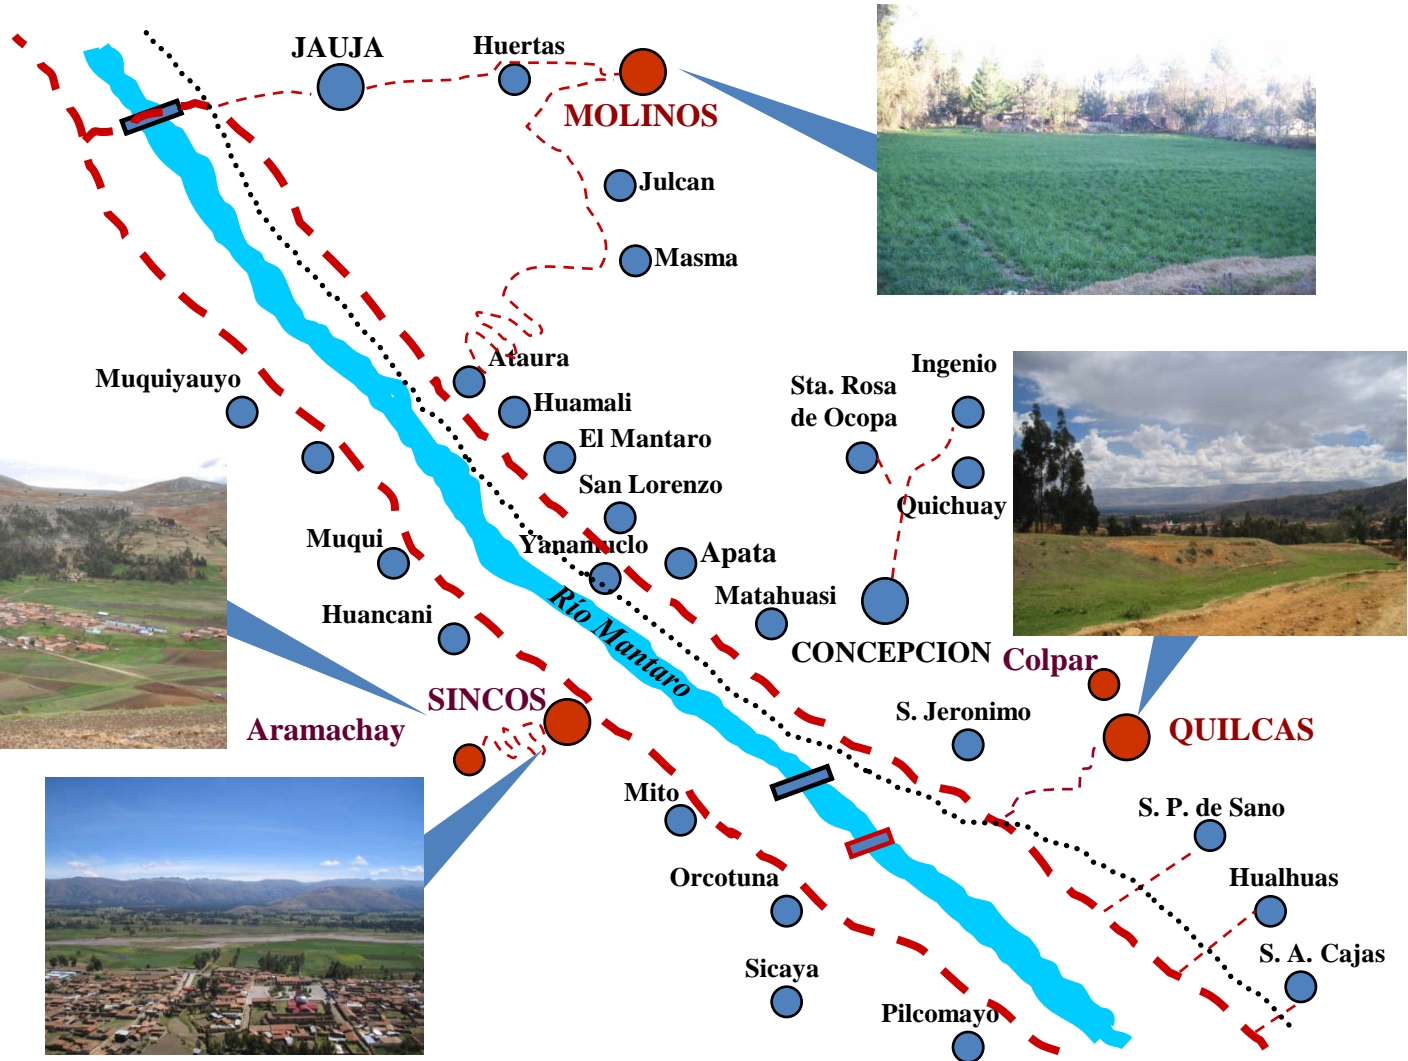 JAUJA
Huertas
MOLINOS
Julcan
Masma
Ataura
Muquiyauyo
Huamali
El Mantaro
San Lorenzo
Yanamuclo
Apata
Muqui
Huancani
Matahuasi
Sta. Rosa
de Ocopa
Ingenio
Quichuay
CONCEPCION
Río Mantaro
Colpar
SINCOS
Aramachay
S. Jeronimo
QUILCAS
Mito
S. P. de Sano
Orcotuna
Hualhuas
Sicaya
S. A. Cajas
Pilcomayo